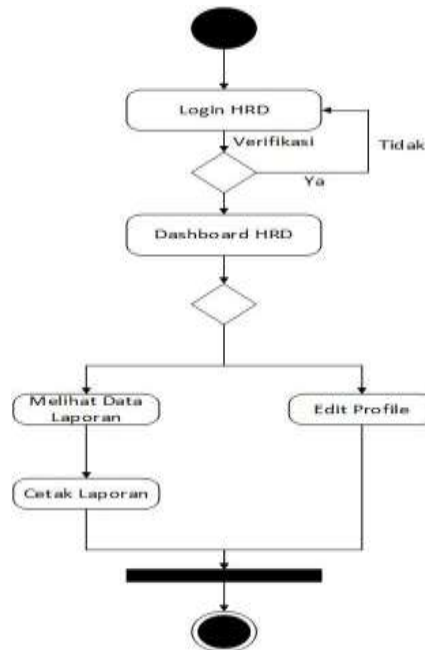 Login HRD
Verifikasi
Tidak
Ya
Dashboard HRD
Melihat Data
Laporan
Edit Profile
Cetak Laporan